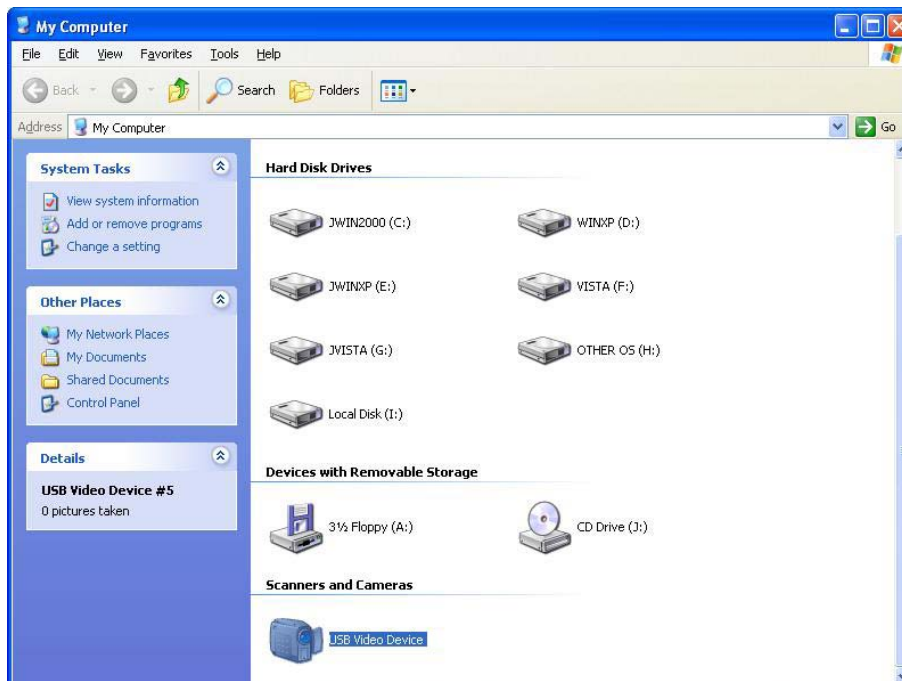 My Computer
File Edit View Favorites Tools Help
Back Search Folders
Address My Computer Go
System Tasks
View system information
Add or remove programs
Change a setting
Other Places
My Network Places
My Documents
Shared Documents
Control Panel
Details
USB Video Device #5
0 pictures taken
Hard Disk Drives
JWIN2000 (C:) WINXP (D:)
JWINXP (E:) VISTA (F:)
JVISTA (G:) OTHER OS (H:)
Local Disk (I:)
Devices with Removable Storage
3½ Floppy (A:) CD Drive (J:)
Scanners and Cameras
USB Video Device